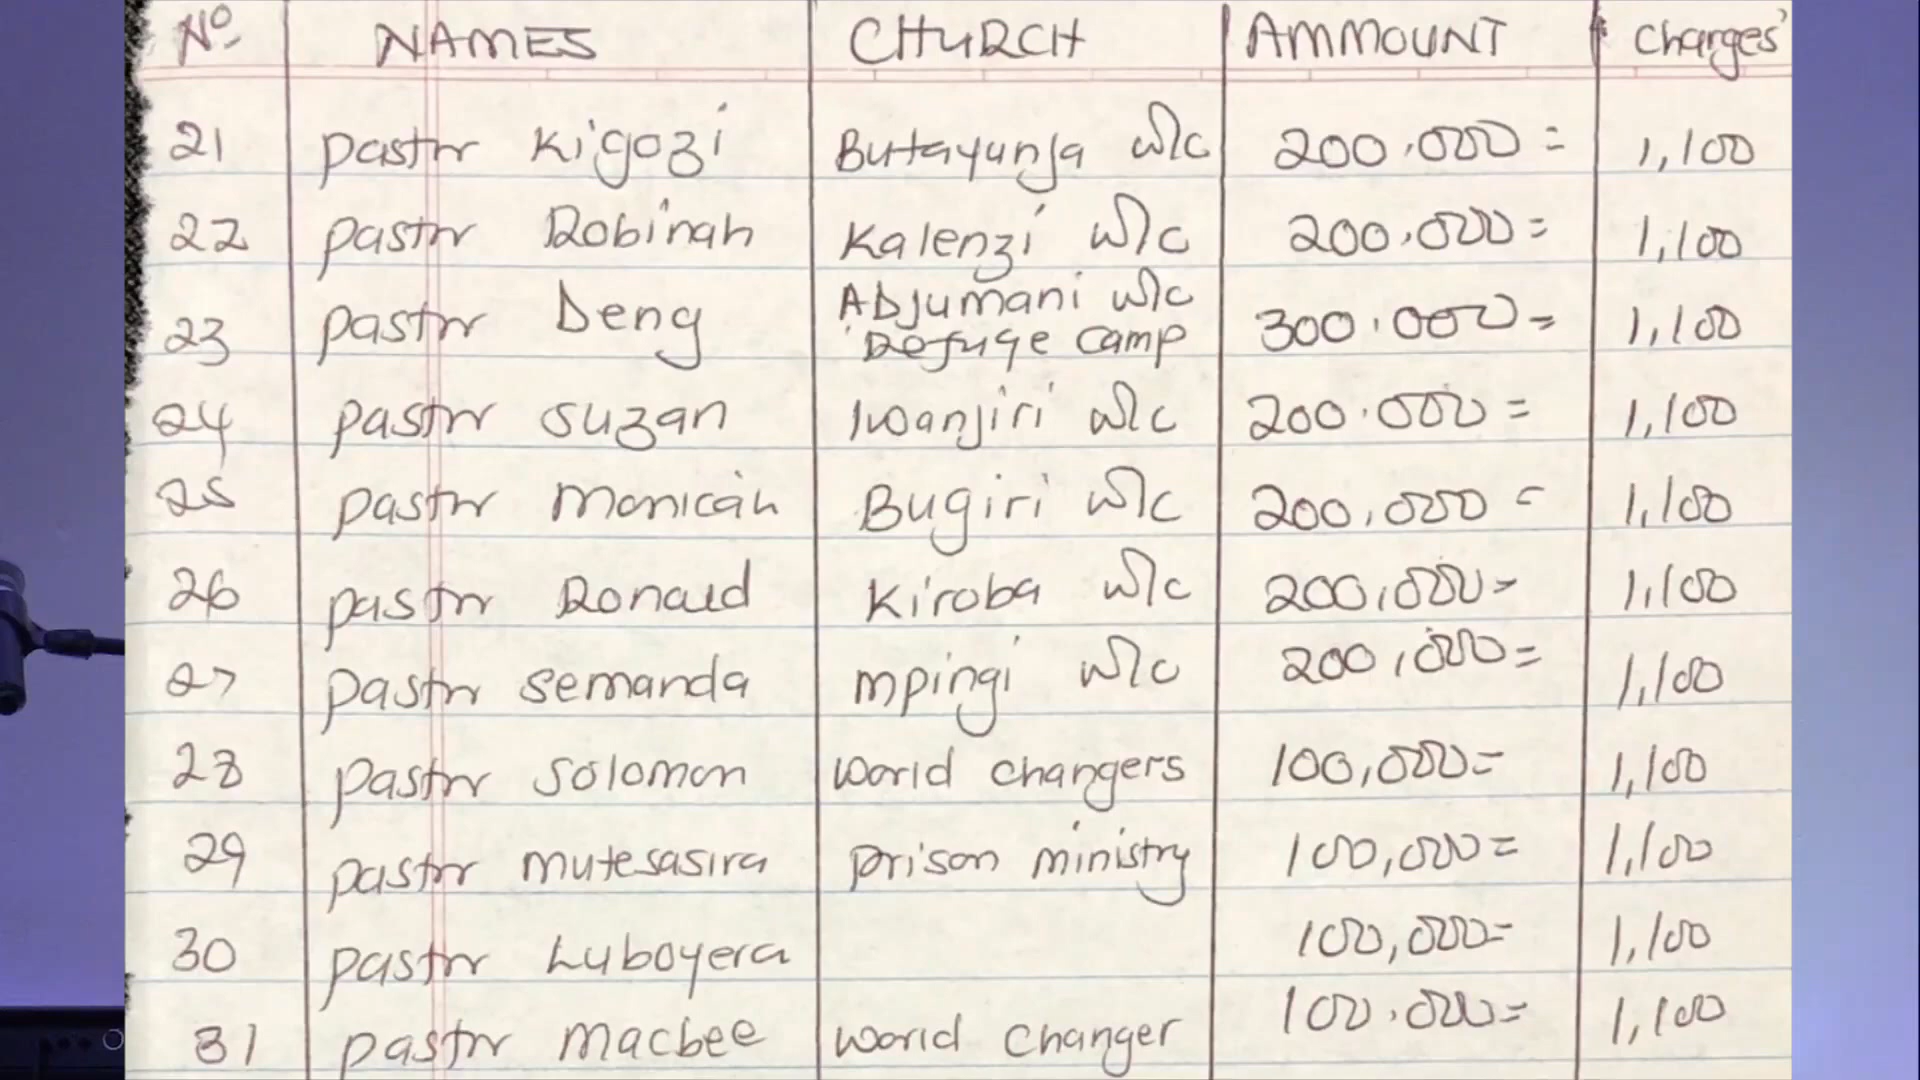 No. NAMES CHURCH AMMOUNT Charges
21 pastor Kigozi Butayunja w/c 200.000= 1,100
22 pastor Robinah Kalenzi w/c 200,000= 1,100
23 pastor Deng Adjumani w/c Refuge camp 300.000= 1,100
24 pastor suzan Iwanjiri w/c 200.000= 1,100
25 pastor monicah Bugiri w/c 200,000= 1,100
26 pastor Ronald Kiroba w/c 200,000= 1,100
27 pastor semanda mpingi w/c 200,000= 1,100
28 pastor solomon world changers 100,000= 1,100
29 pastor mutesasira prison ministry 100,000= 1,100
30 pastor Luboyera 100,000= 1,100
31 pastor macbee world changer 100.000= 1,100